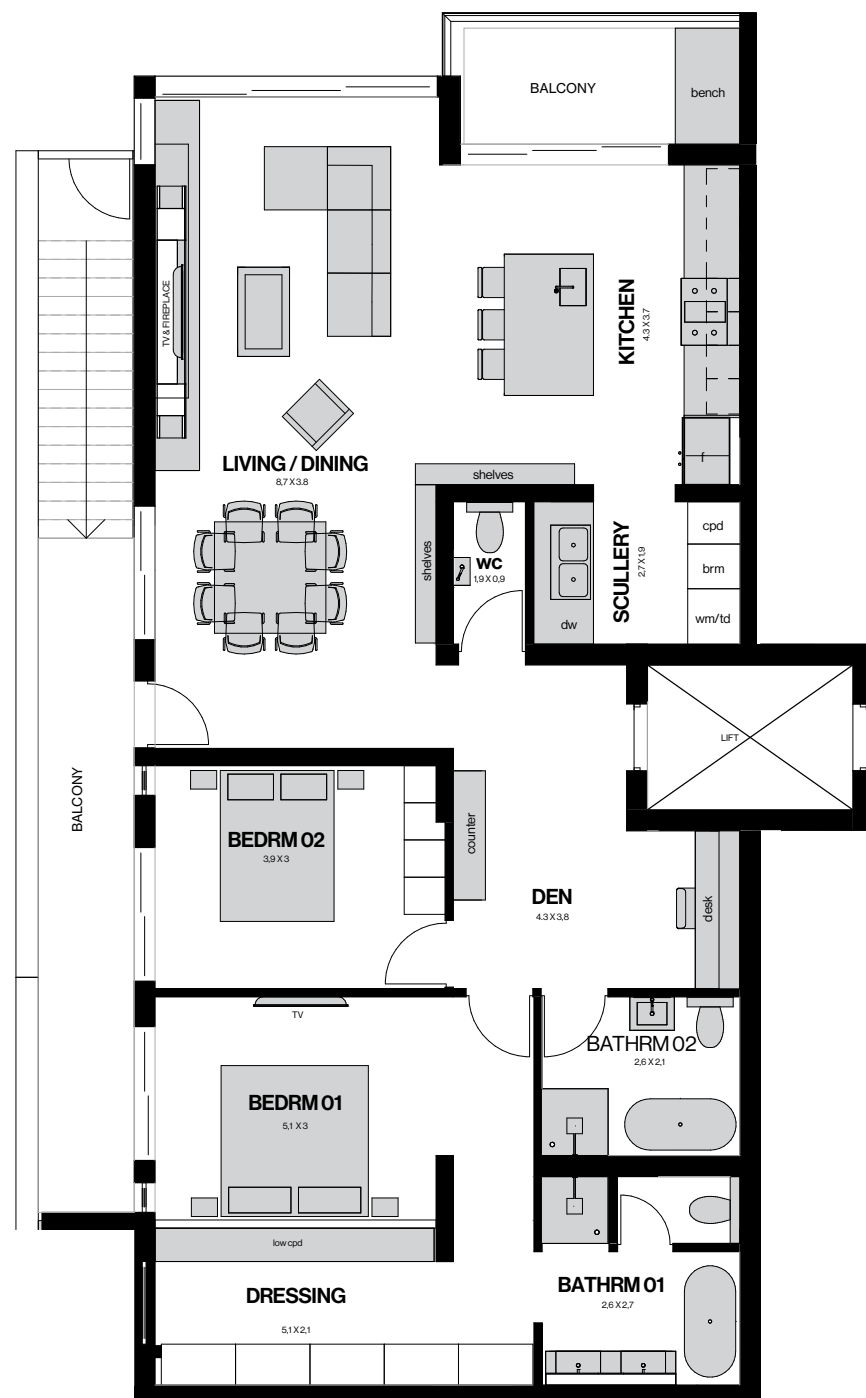 BALCONY
bench
TV & FIREPLACE
KITCHEN
4.3 X 3.7
LIVING / DINING
8,7 X 3.8
f
shelves
shelves
WC
1,9 X 0,9
SCULLERY
2,7 X 1,9
cpd
brm
wm/td
dw
LIFT
BALCONY
BEDRM 02
3,9 X 3
counter
DEN
4.3 X 3,8
desk
TV
BATHRM 02
2,6 X 2,1
BEDRM 01
5,1 X 3
low cpd
DRESSING
5,1 X 2,1
BATHRM 01
2,6 X 2,7